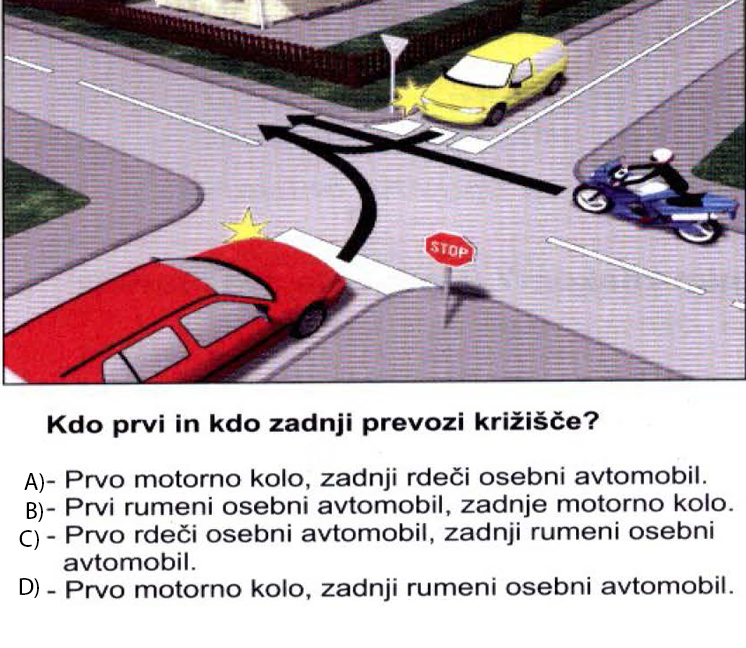 STOP
Kdo prvi in kdo zadnji prevozi križišče?
A) - Prvo motorno kolo, zadnji rdeči osebni avtomobil.
B) - Prvi rumeni osebni avtomobil, zadnje motorno kolo.
C) - Prvo rdeči osebni avtomobil, zadnji rumeni osebni
avtomobil.
D) - Prvo motorno kolo, zadnji rumeni osebni avtomobil.